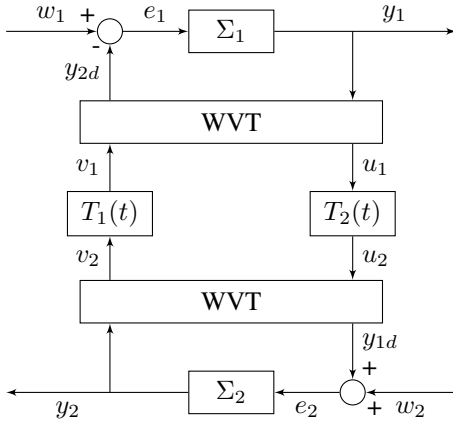 w₁ + e₁ Σ₁ y₁
-
y₂d
WVT
v₁ u₁
T₁(t) T₂(t)
v₂ u₂
WVT
y₁d
+
y₂ Σ₂ e₂ + w₂